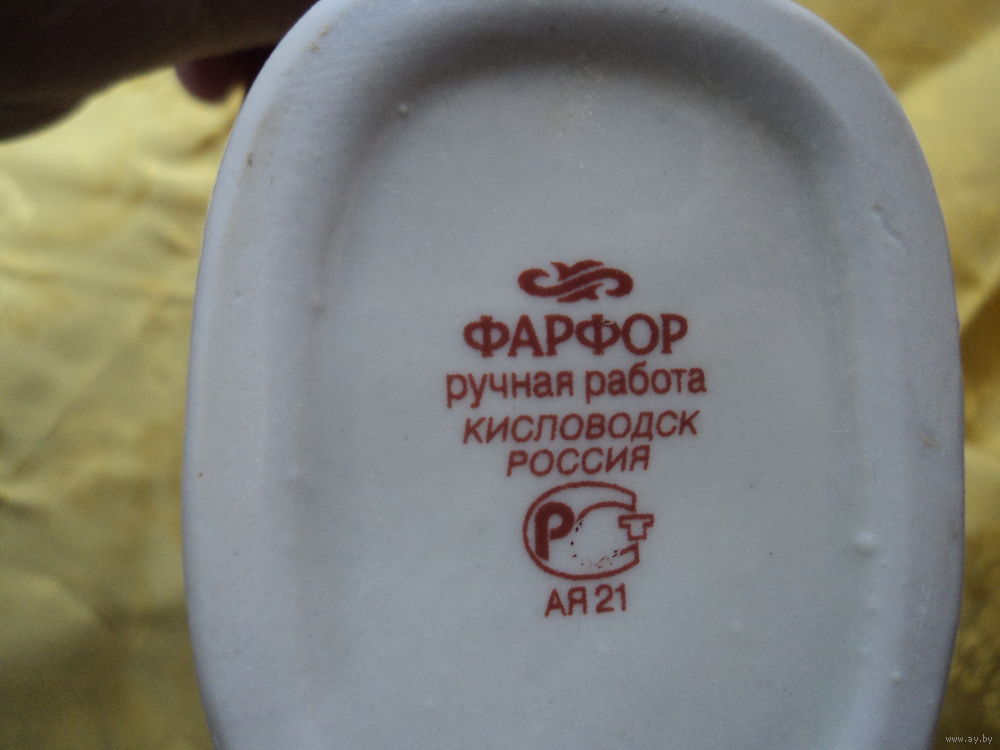 ФАРФОР
ручная работа
КИСЛОВОДСК
РОССИЯ
РСТ
АЯ 21
www.ay.by